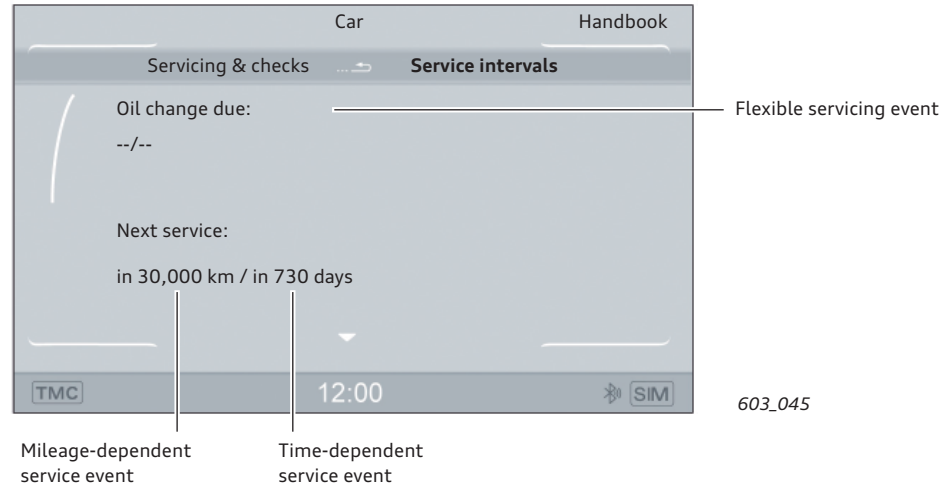 Car Handbook
Servicing & checks ... Service intervals
Oil change due:
Flexible servicing event
--/--
Next service:
in 30,000 km / in 730 days
TMC 12:00 SIM
603_045
Mileage-dependent
service event
Time-dependent
service event